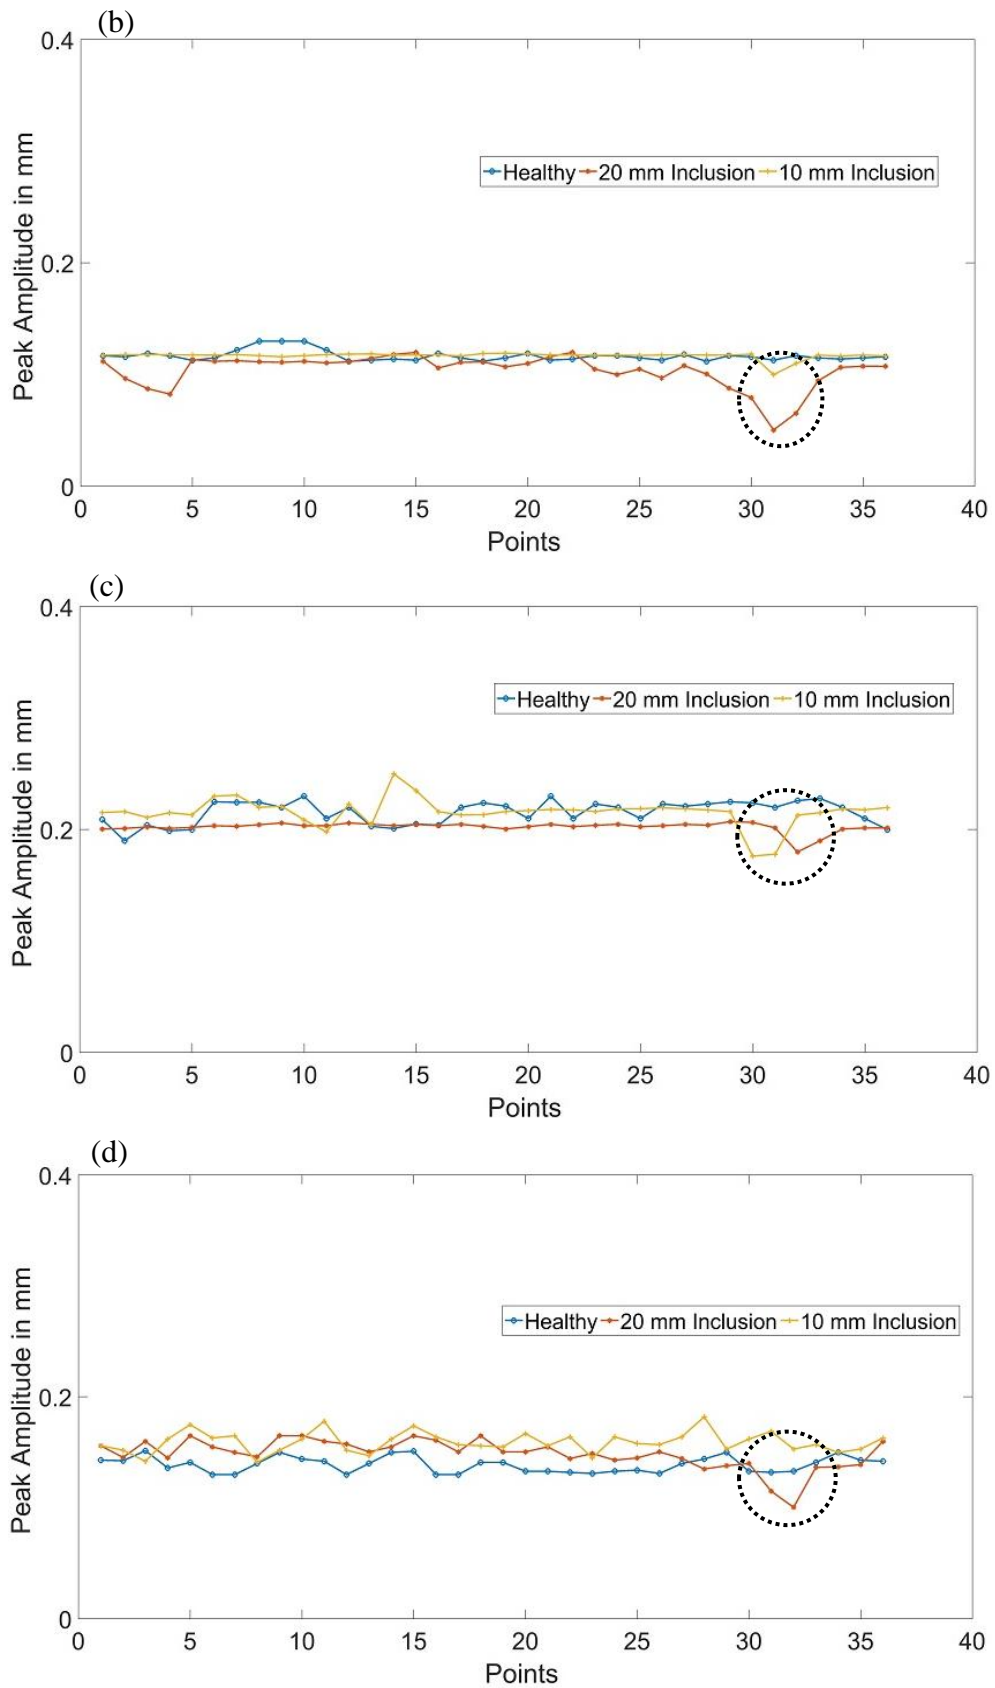 (b)
0.4
Peak Amplitude in mm
Healthy 20 mm Inclusion 10 mm Inclusion
0.2
0
0 5 10 15 20 25 30 35 40
Points
(c)
0.4
Peak Amplitude in mm
Healthy 20 mm Inclusion 10 mm Inclusion
0.2
0
0 5 10 15 20 25 30 35 40
Points
(d)
0.4
Peak Amplitude in mm
Healthy 20 mm Inclusion 10 mm Inclusion
0.2
0
0 5 10 15 20 25 30 35 40
Points